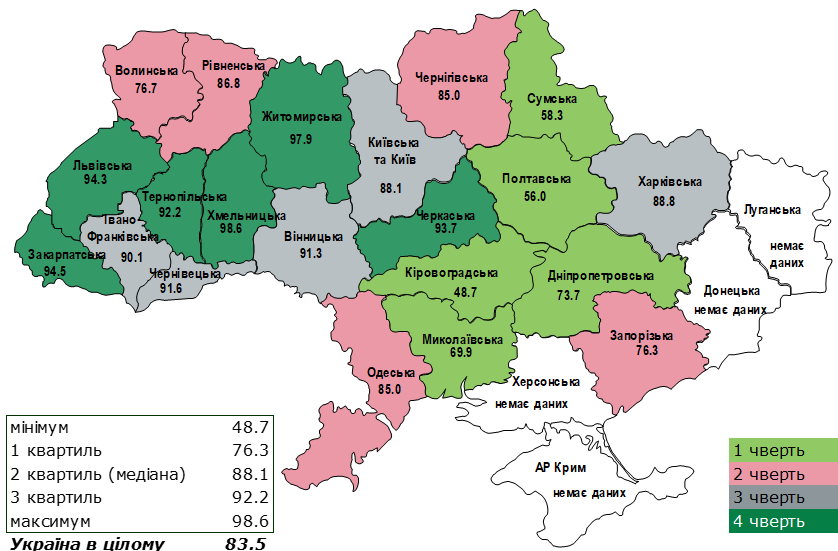 Волинська
76.7
Рівненська
86.8
Чернігівська
85.0
Сумська
58.3
Житомирська
97.9
Київська
та Київ
88.1
Львівська
94.3
Тернопільська
92.2
Хмельницька
98.6
Полтавська
56.0
Харківська
88.8
Луганська
немає
даних
Івано-
Франківська
90.1
Закарпатська
94.5
Чернівецька
91.6
Вінницька
91.3
Черкаська
93.7
Кіровоградська
48.7
Дніпропетровська
73.7
Донецька
немає даних
Миколаївська
69.9
Запорізька
76.3
Одеська
85.0
Херсонська
немає даних
АР Крим
немає даних
мінімум 48.7
1 квартиль 76.3
2 квартиль (медіана) 88.1
3 квартиль 92.2
максимум 98.6
Україна в цілому 83.5
1 чверть
2 чверть
3 чверть
4 чверть